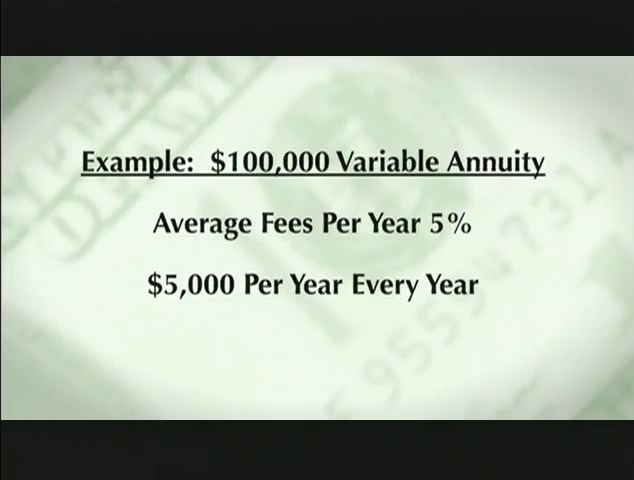 Example: $100,000 Variable Annuity
Average Fees Per Year 5%
$5,000 Per Year Every Year